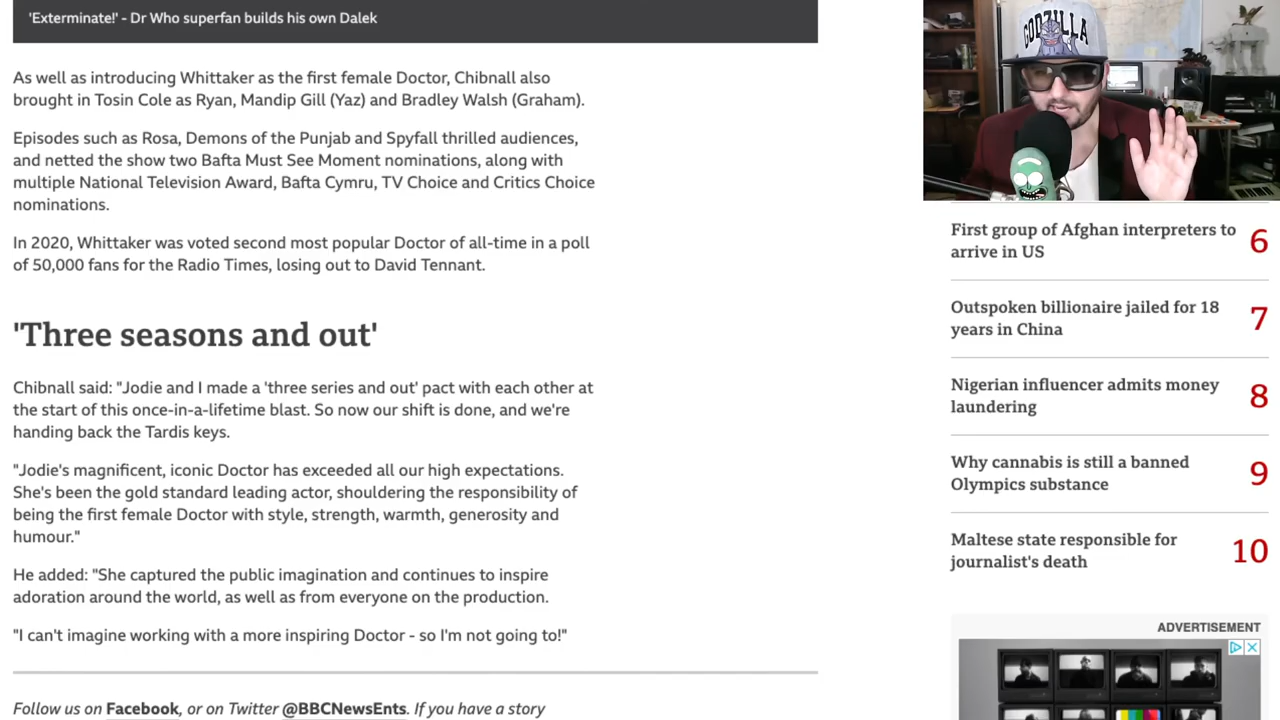 'Exterminate!' - Dr Who superfan builds his own Dalek
As well as introducing Whittaker as the first female Doctor, Chibnall also
brought in Tosin Cole as Ryan, Mandip Gill (Yaz) and Bradley Walsh (Graham).
Episodes such as Rosa, Demons of the Punjab and Spyfall thrilled audiences,
and netted the show two Bafta Must See Moment nominations, along with
multiple National Television Award, Bafta Cymru, TV Choice and Critics Choice
nominations.
In 2020, Whittaker was voted second most popular Doctor of all-time in a poll
of 50,000 fans for the Radio Times, losing out to David Tennant.
'Three seasons and out'
Chibnall said: "Jodie and I made a 'three series and out' pact with each other at
the start of this once-in-a-lifetime blast. So now our shift is done, and we're
handing back the Tardis keys.
"Jodie's magnificent, iconic Doctor has exceeded all our high expectations.
She's been the gold standard leading actor, shouldering the responsibility of
being the first female Doctor with style, strength, warmth, generosity and
humour."
He added: "She captured the public imagination and continues to inspire
adoration around the world, as well as from everyone on the production.
"I can't imagine working with a more inspiring Doctor - so I'm not going to!"
Follow us on Facebook, or on Twitter @BBCNewsEnts. If you have a story
GODZILLA
First group of Afghan interpreters to
arrive in US
6
Outspoken billionaire jailed for 18
years in China
7
Nigerian influencer admits money
laundering
8
Why cannabis is still a banned
Olympics substance
9
Maltese state responsible for
journalist's death
10
ADVERTISEMENT